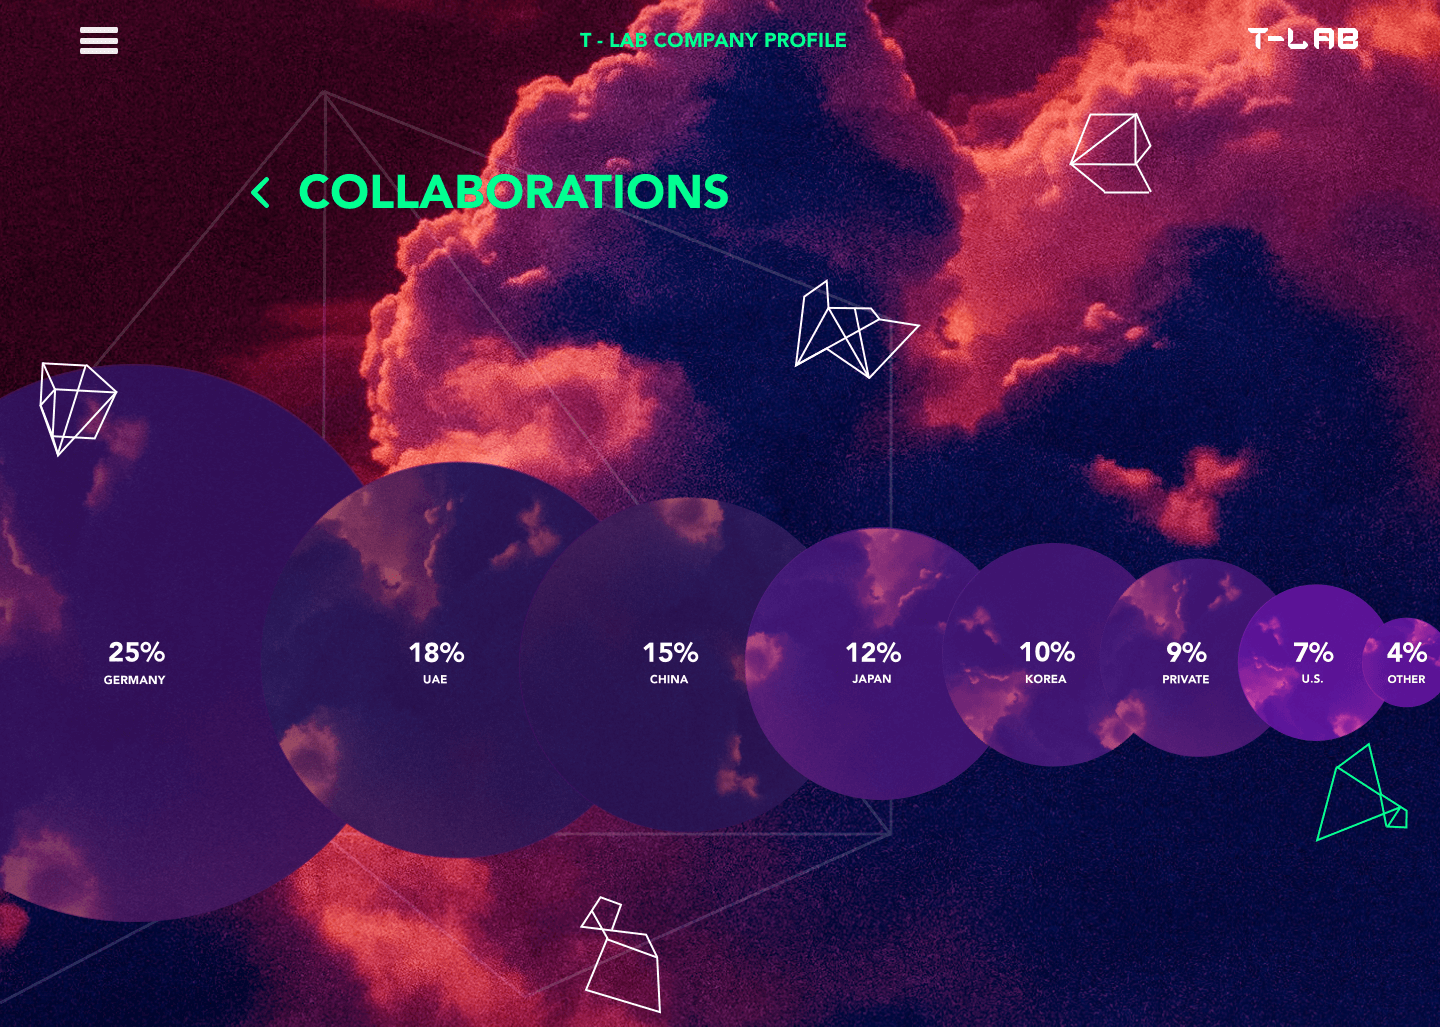 T - LAB COMPANY PROFILE
T-LAB
COLLABORATIONS
25%
GERMANY
18%
UAE
15%
CHINA
12%
JAPAN
10%
KOREA
9%
PRIVATE
7%
U.S.
4%
OTHER